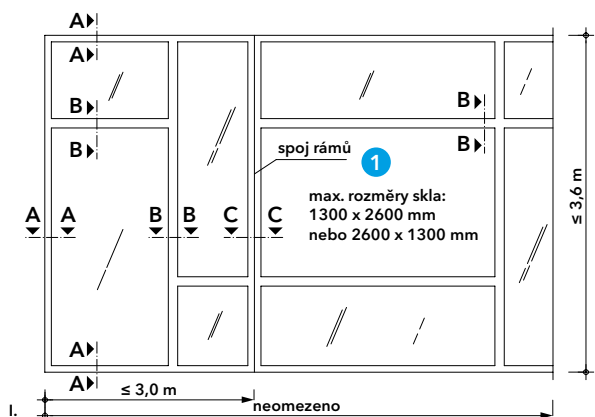 A
A
B
B
B
B
spoj rámů
1
max. rozměry skla:
1300 x 2600 mm
nebo 2600 x 1300 mm
A A B B C C
≤ 3,6 m
A
A
≤ 3,0 m
neomezeno
I.